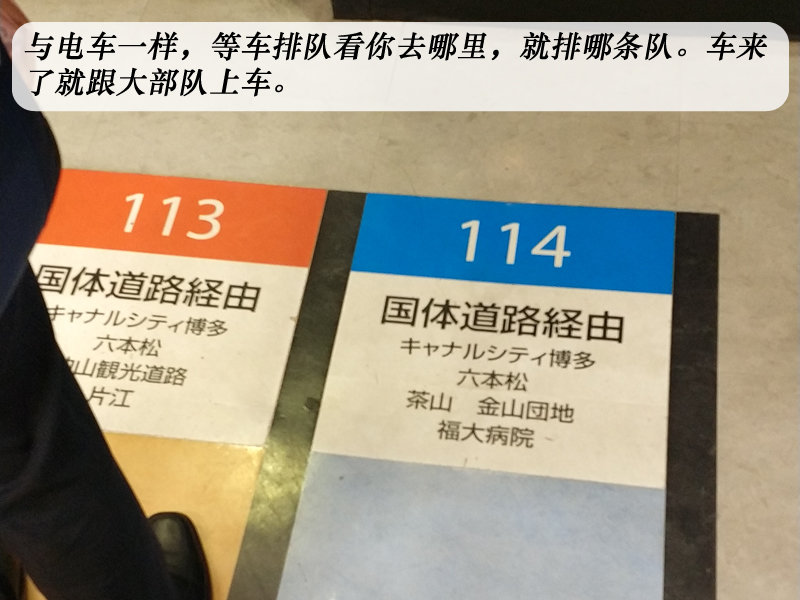 与电车一样，等车排队看你去哪里，就排哪条队。车来
了就跟大部队上车。
113
国体道路経由
キャナルシティ博多
六本松
山観光道路
片江
114
国体道路経由
キャナルシティ博多
六本松
茶山　金山団地
福大病院